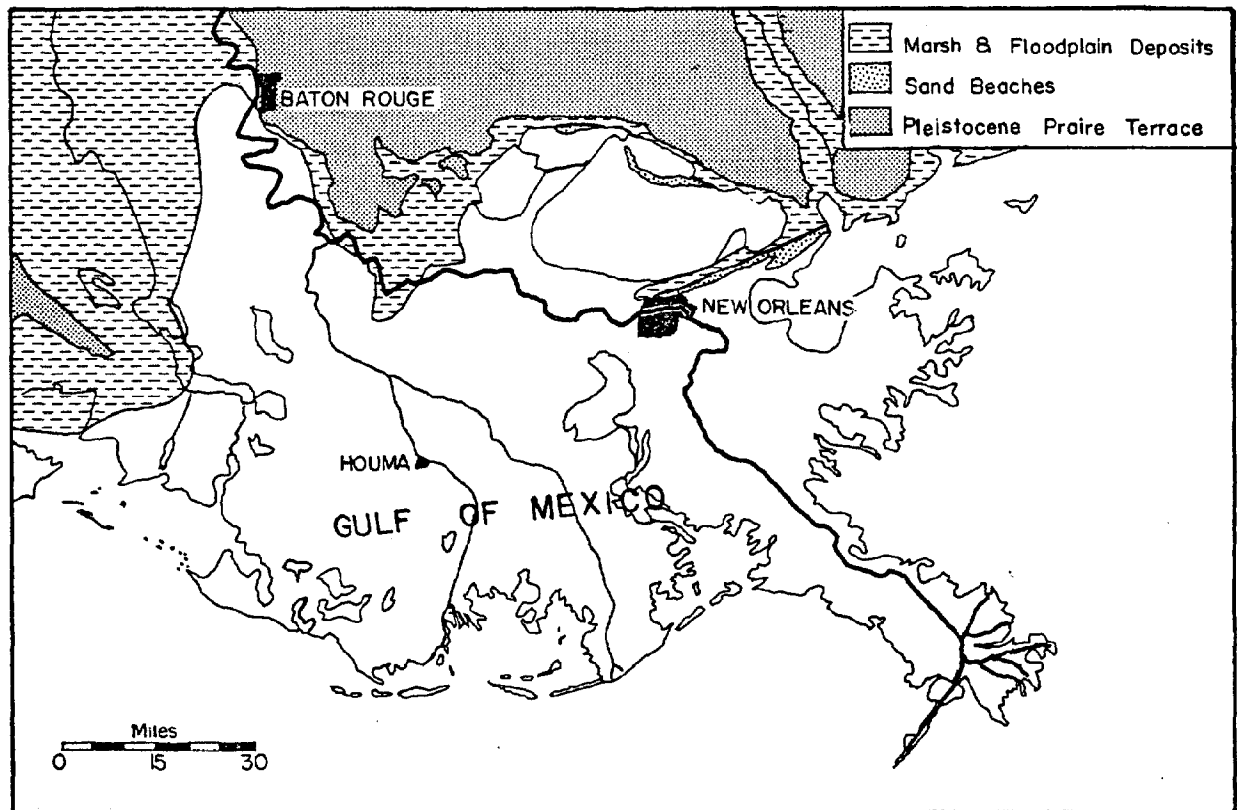 Marsh & Floodplain Deposits
Sand Beaches
Pleistocene Praire Terrace
BATON ROUGE
NEW ORLEANS
HOUMA
GULF OF MEXICO
Miles
0 15 30